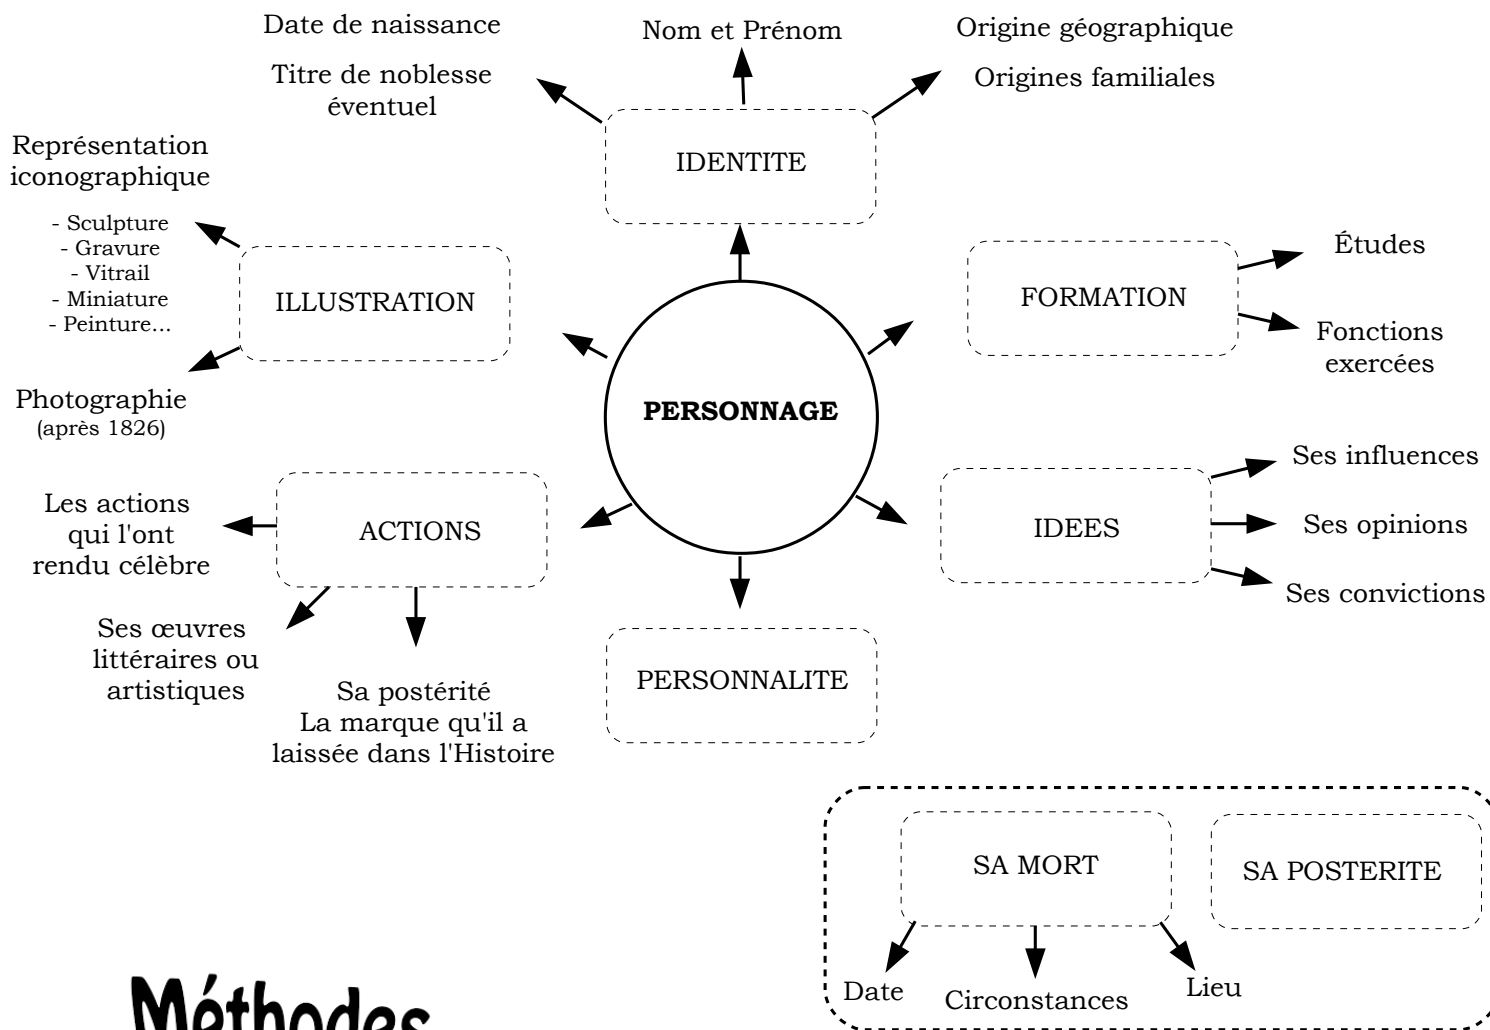 Date de naissance
Titre de noblesse
éventuel
Nom et Prénom
Origine géographique
Origines familiales
IDENTITE
Représentation
iconographique
- Sculpture
- Gravure
- Vitrail
- Miniature
- Peinture...
Photographie
(après 1826)
ILLUSTRATION
FORMATION
Études
Fonctions
exercées
PERSONNAGE
Les actions
qui l'ont
rendu célèbre
ACTIONS
Ses œuvres
littéraires ou
artistiques
Sa postérité
La marque qu'il a
laissée dans l'Histoire
IDEES
Ses influences
Ses opinions
Ses convictions
PERSONNALITE
SA MORT
SA POSTERITE
Date
Circonstances
Lieu
Méthodes